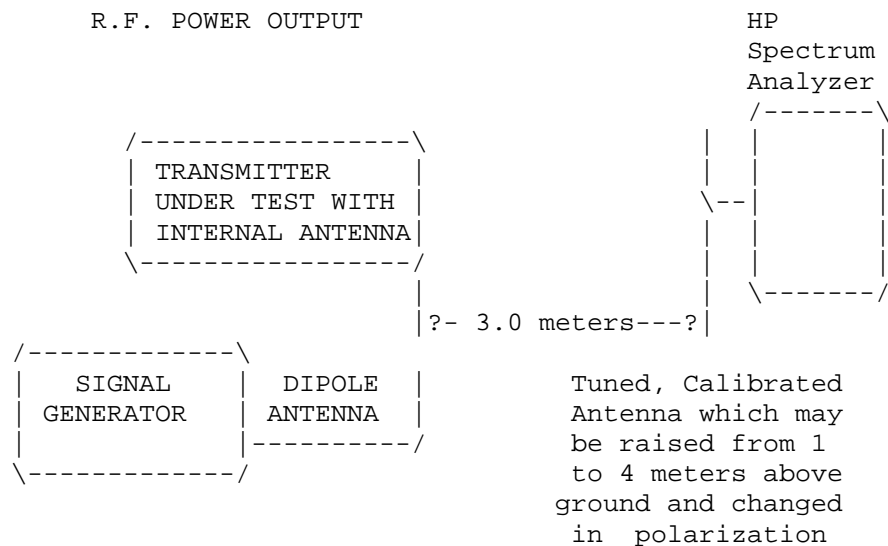 R.F. POWER OUTPUT
HP
Spectrum
Analyzer
TRANSMITTER
UNDER TEST WITH
INTERNAL ANTENNA
?- 3.0 meters---?
SIGNAL
GENERATOR
DIPOLE
ANTENNA
Tuned, Calibrated
Antenna which may
be raised from 1
to 4 meters above
ground and changed
in polarization